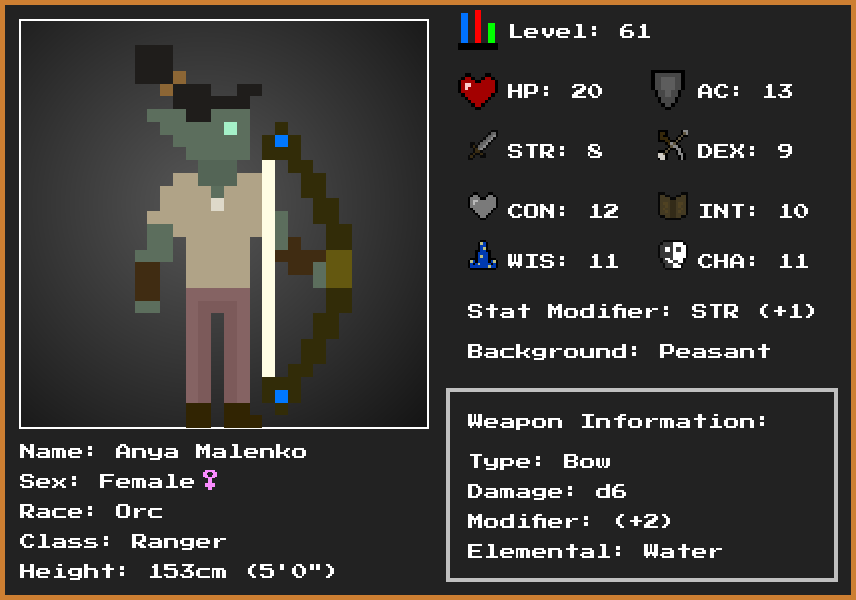 Level: 61
HP: 20
AC: 13
STR: 8
DEX: 9
CON: 12
INT: 10
WIS: 11
CHA: 11
Stat Modifier: STR (+1)
Background: Peasant
Weapon Information:
Type: Bow
Damage: d6
Modifier: (+2)
Elemental: Water
Name: Anya Malenko
Sex: Female♀
Race: Orc
Class: Ranger
Height: 153cm (5'0")